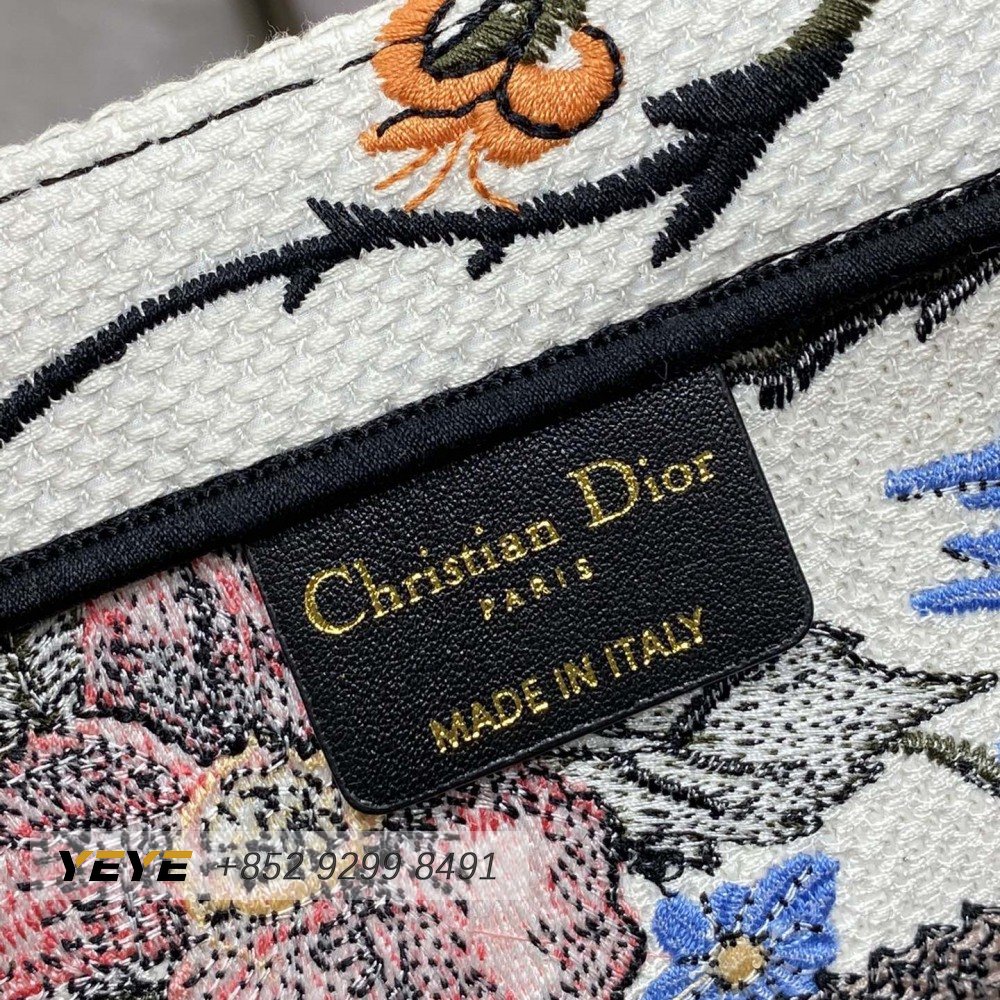 Christian Dior
PARIS
MADE IN ITALY
YEYE +852 9299 8491